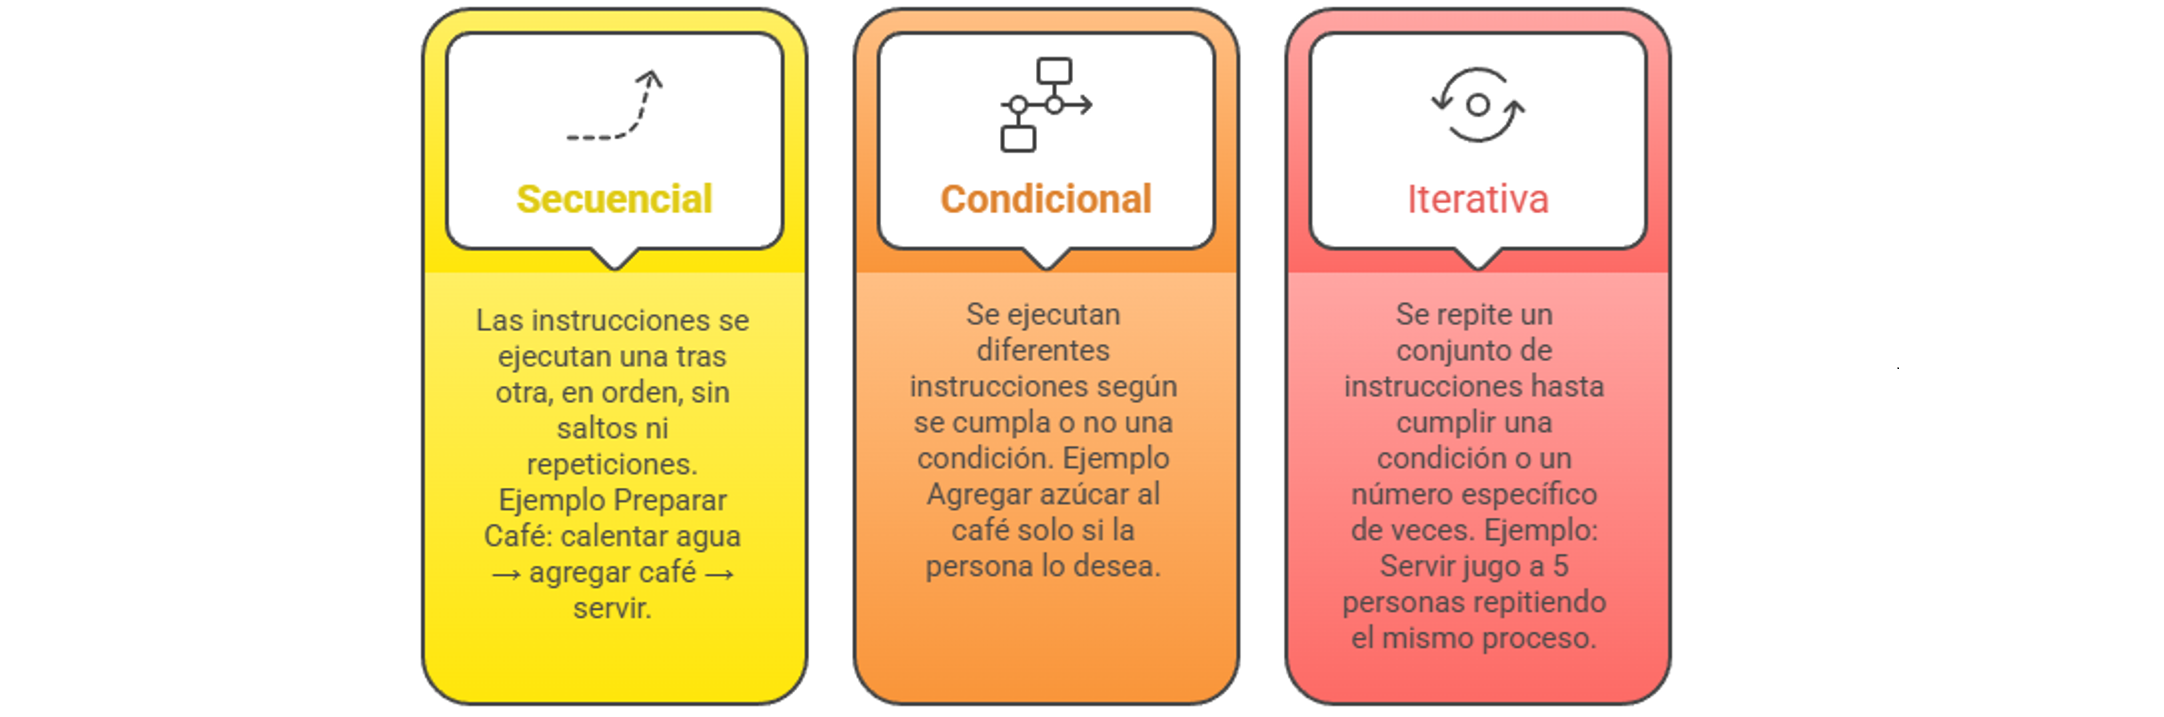 Secuencial
Las instrucciones se
ejecutan una tras
otra, en orden, sin
saltos ni
repeticiones.
Ejemplo Preparar
Café: calentar agua
→ agregar café →
servir.
Condicional
Se ejecutan
diferentes
instrucciones según
se cumpla o no una
condición. Ejemplo
Agregar azúcar al
café solo si la
persona lo desea.
Iterativa
Se repite un
conjunto de
instrucciones hasta
cumplir una
condición o un
número específico
de veces. Ejemplo:
Servir jugo a 5
personas repitiendo
el mismo proceso.